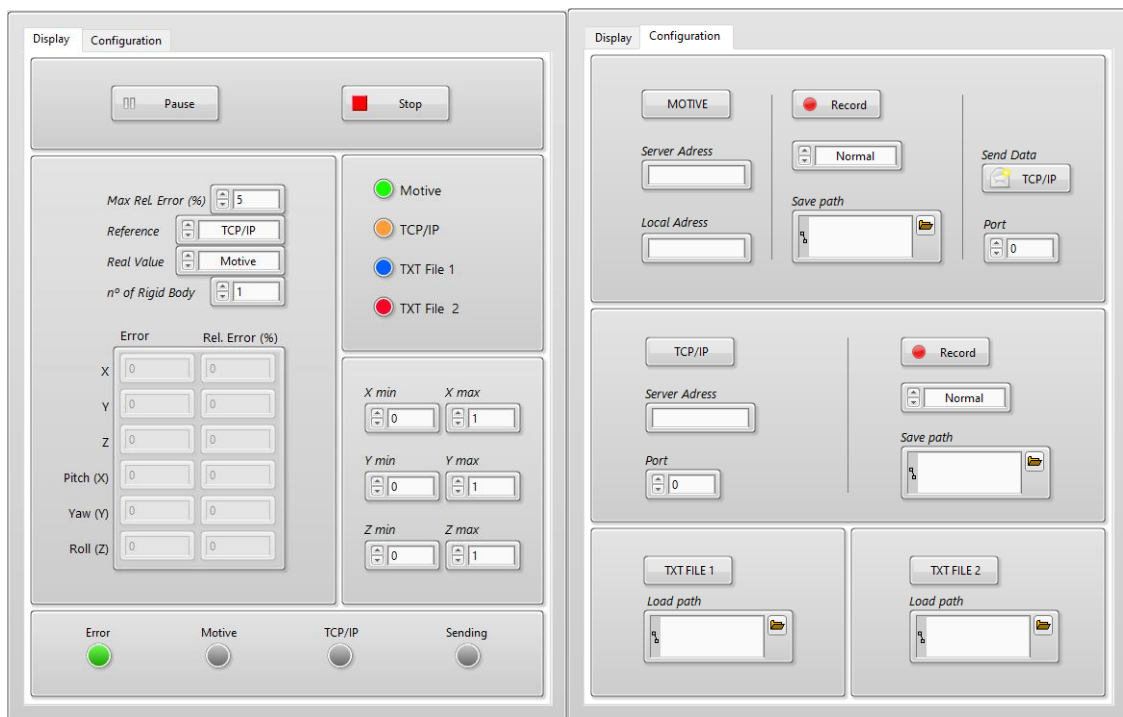 Display Configuration
Pause Stop
Max Rel. Error (%) 5
Reference TCP/IP
Real Value Motive
nº of Rigid Body 1
Error Rel. Error (%)
X 0 0
Y 0 0
Z 0 0
Pitch (X) 0 0
Yaw (Y) 0 0
Roll (Z) 0 0
Motive
TCP/IP
TXT File 1
TXT File 2
X min X max
0 1
Y min Y max
0 1
Z min Z max
0 1
Error Motive TCP/IP Sending
Display Configuration
MOTIVE
Server Adress
Local Adress
Record
Normal
Save path
Send Data
TCP/IP
Port
0
TCP/IP
Server Adress
Port
0
Record
Normal
Save path
TXT FILE 1
Load path
TXT FILE 2
Load path